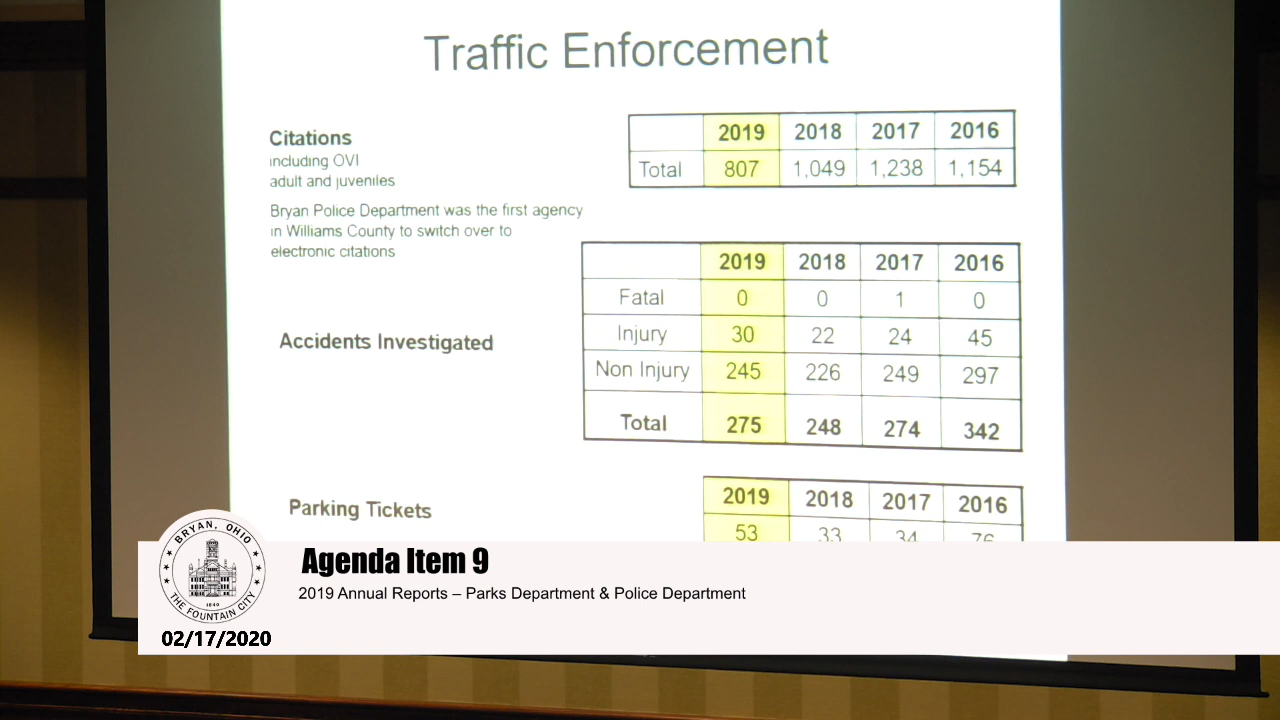 Traffic Enforcement
Citations
including OVI
adult and juveniles
2019 2018 2017 2016
Total 807 1,049 1,238 1,154
Bryan Police Department was the first agency
in Williams County to switch over to
electronic citations
2019 2018 2017 2016
Fatal 0 0 1 0
Injury 30 22 24 45
Non Injury 245 226 249 297
Total 275 248 274 342
Accidents Investigated
Parking Tickets
2019 2018 2017 2016
53 33 34 76
BRYAN, OHIO
1840
THE FOUNTAIN CITY
02/17/2020
Agenda Item 9
2019 Annual Reports – Parks Department & Police Department